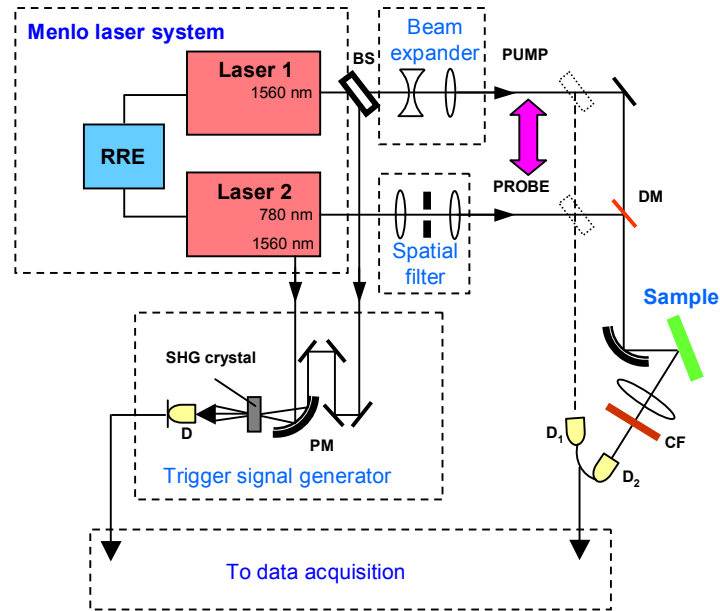 Menlo laser system
Laser 1
1560 nm
RRE
Laser 2
780 nm
1560 nm
BS
Beam
expander
PUMP
PROBE
DM
Spatial
filter
Sample
SHG crystal
D
PM
Trigger signal generator
D1
D2
CF
To data acquisition